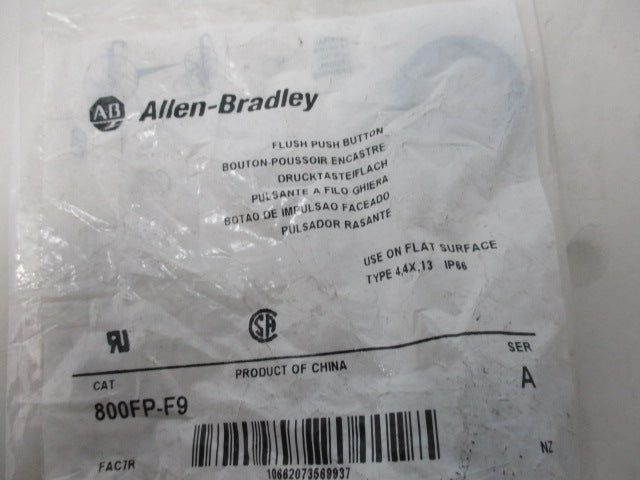 AB Allen-Bradley
FLUSH PUSH BUTTON
BOUTON-POUSSOIR ENCASTRE
DRUCKTASTE/FLACH
PULSANTE A FILO GHIERA
BOTAO DE IMPULSAO FACEADO
PULSADOR RASANTE
USE ON FLAT SURFACE
TYPE 4,4X,13 IP66
PRODUCT OF CHINA
CAT
SER
800FP-F9
A
FAC7R
10662073569937
NZ